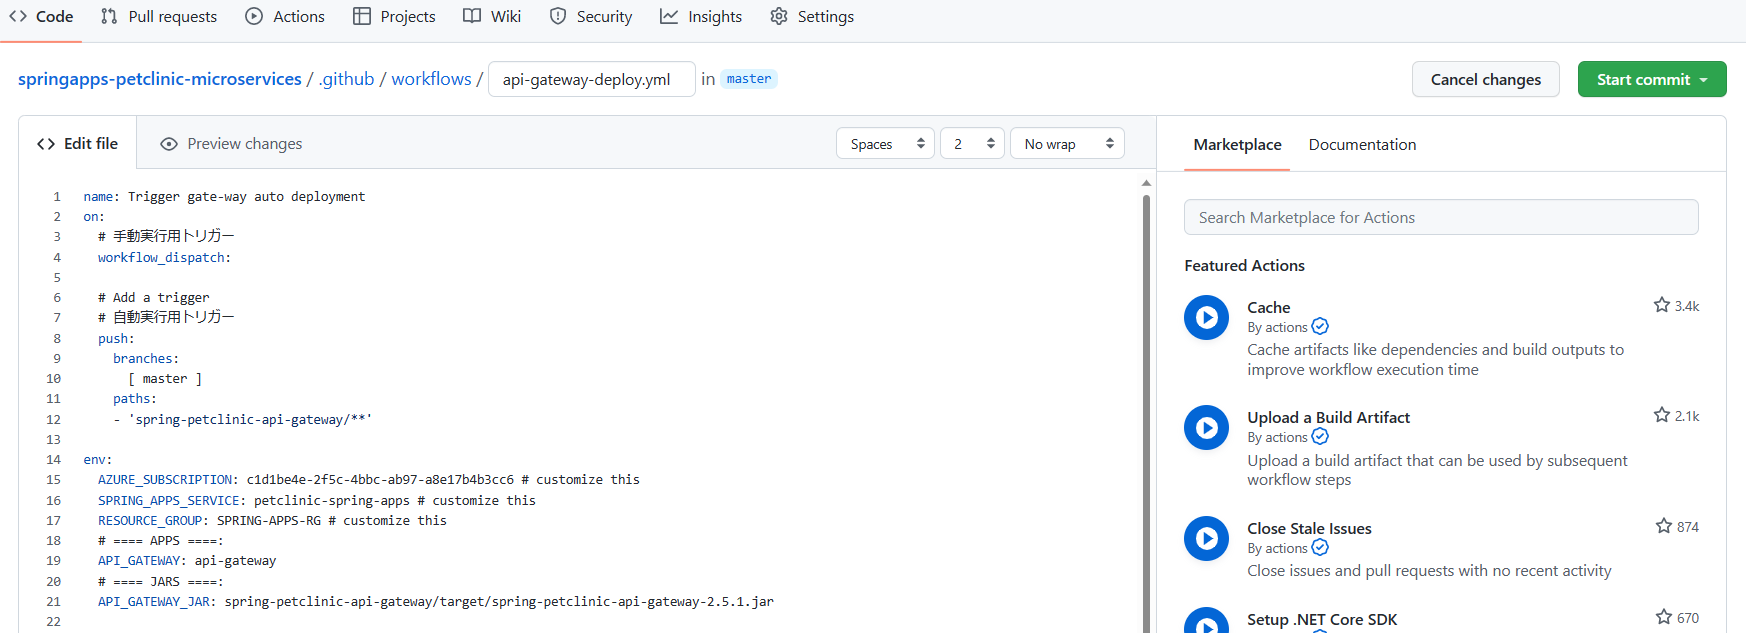 Code Pull requests Actions Projects Wiki Security Insights Settings
springapps-petclinic-microservices / .github / workflows / api-gateway-deploy.yml in master Cancel changes Start commit
Edit file Preview changes Spaces 2 No wrap
1 name: Trigger gate-way auto deployment
2 on:
3 # 手動実行用トリガー
4 workflow_dispatch:
5
6 # Add a trigger
7 # 自動実行用トリガー
8 push:
9 branches:
10 [ master ]
11 paths:
12 - 'spring-petclinic-api-gateway/**'
13
14 env:
15 AZURE_SUBSCRIPTION: c1d1be4e-2f5c-4bbc-ab97-a8e17b4b3cc6 # customize this
16 SPRING_APPS_SERVICE: petclinic-spring-apps # customize this
17 RESOURCE_GROUP: SPRING-APPS-RG # customize this
18 # ==== APPS ====:
19 API_GATEWAY: api-gateway
20 # ==== JARS ====:
21 API_GATEWAY_JAR: spring-petclinic-api-gateway/target/spring-petclinic-api-gateway-2.5.1.jar
22
Marketplace Documentation
Search Marketplace for Actions
Featured Actions
Cache 3.4k
By actions
Cache artifacts like dependencies and build outputs to
improve workflow execution time
Upload a Build Artifact 2.1k
By actions
Upload a build artifact that can be used by subsequent
workflow steps
Close Stale Issues 874
By actions
Close issues and pull requests with no recent activity
Setup .NET Core SDK 670